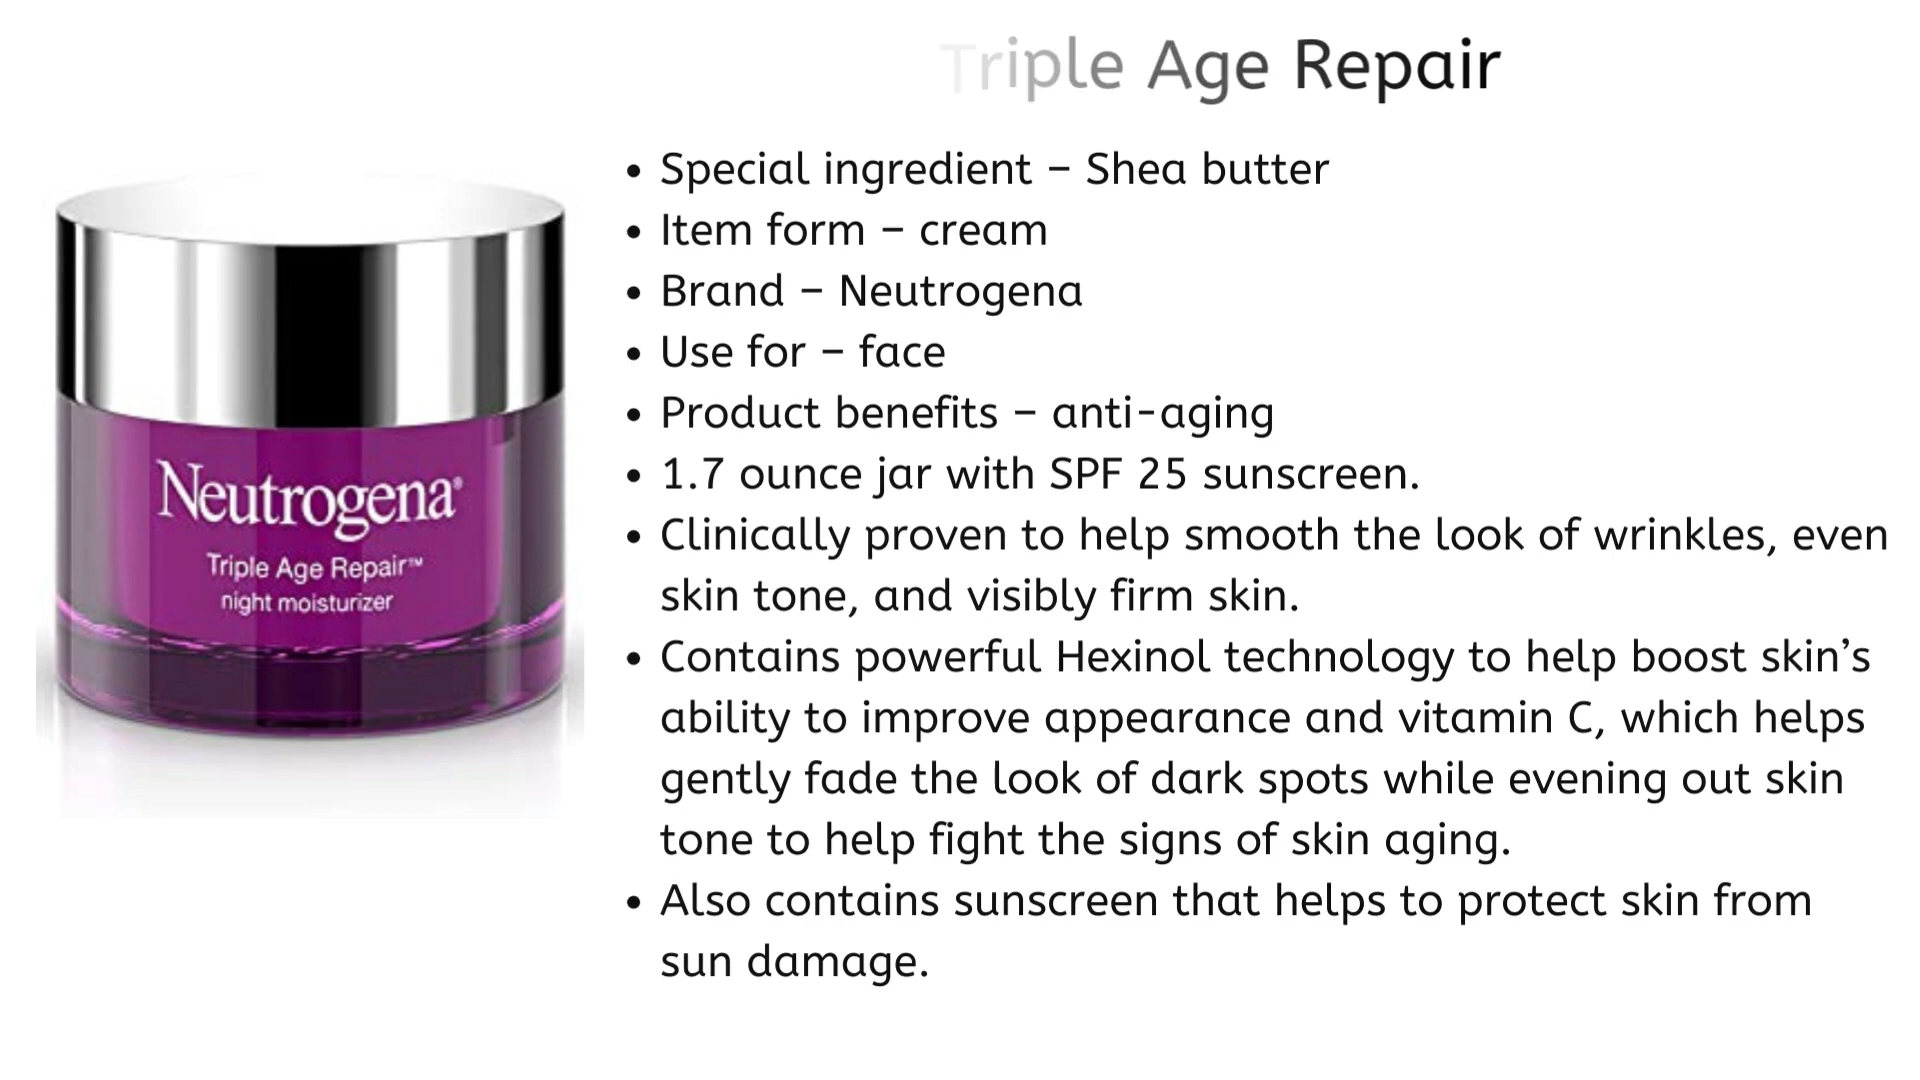 Triple Age Repair
• Special ingredient – Shea butter
• Item form – cream
• Brand – Neutrogena
• Use for – face
• Product benefits – anti-aging
• 1.7 ounce jar with SPF 25 sunscreen.
• Clinically proven to help smooth the look of wrinkles, even
skin tone, and visibly firm skin.
• Contains powerful Hexinol technology to help boost skin’s
ability to improve appearance and vitamin C, which helps
gently fade the look of dark spots while evening out skin
tone to help fight the signs of skin aging.
• Also contains sunscreen that helps to protect skin from
sun damage.
Neutrogena®
Triple Age Repair™
night moisturizer